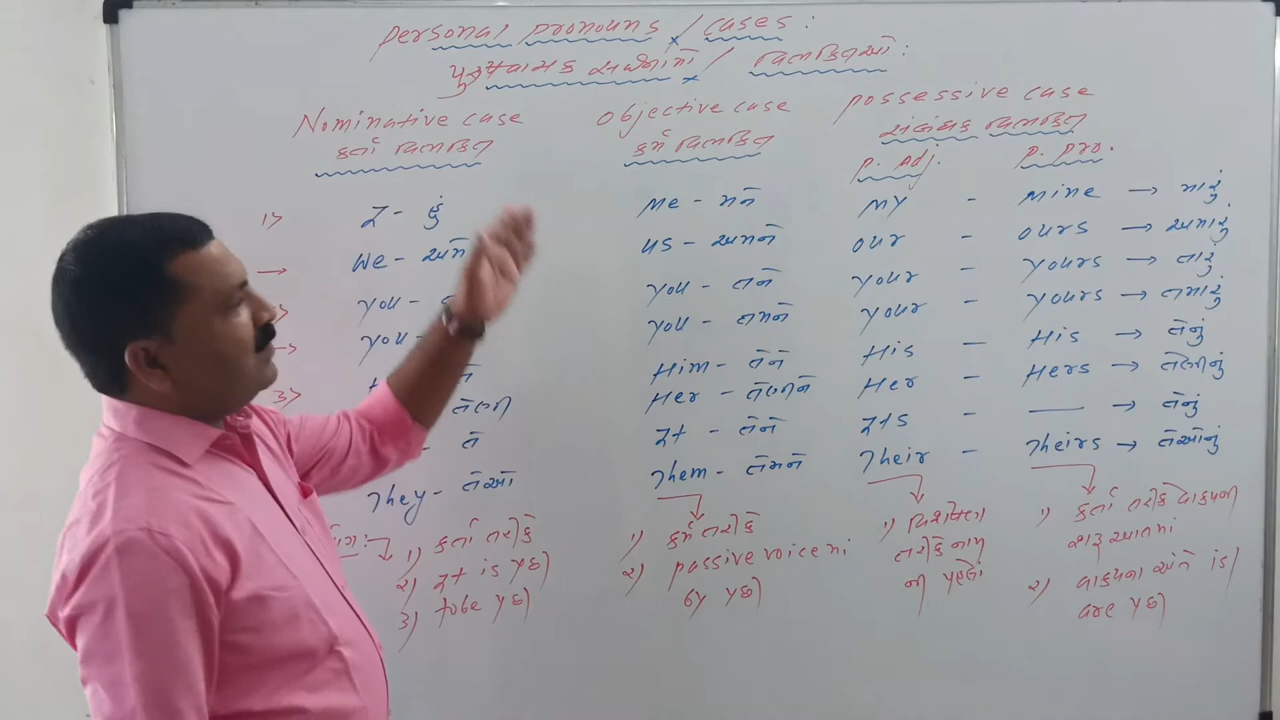 Personal Pronouns / Cases :
પુરુષવાચક સર્વનામો / વિભક્તિઓ :
Nominative case
કર્તા વિભક્તિ
objective case
કર્મ વિભક્તિ
possessive case
સંબંધક વિભક્તિ
P. Adj. P. Pro.
1> I - હું Me - મને My - Mine → મારું
→ We - અમે us - અમને our - ours → અમારું
you - you - તને your - yours → તારું
you - you - તમને your - yours → તમારું
3> Him - તેને His - His → તેનું
તેણી Her - તેણીને Her - Hers → તેણીનું
- તે It - તેને Its - — → તેનું
They - તેઓ Them - તેમને Their - Theirs → તેઓનું
1) કર્તા તરીકે
2) It is પછી
3) tobe પછી
1) કર્મ તરીકે
2) passive voice ni
by પછી
1) વિશેષણ
તરીકે નામ
ની પહેલાં
1) કર્તા તરીકે વાક્યની
શરૂઆતમાં
2) વાક્યના અંતે is/
are પછી